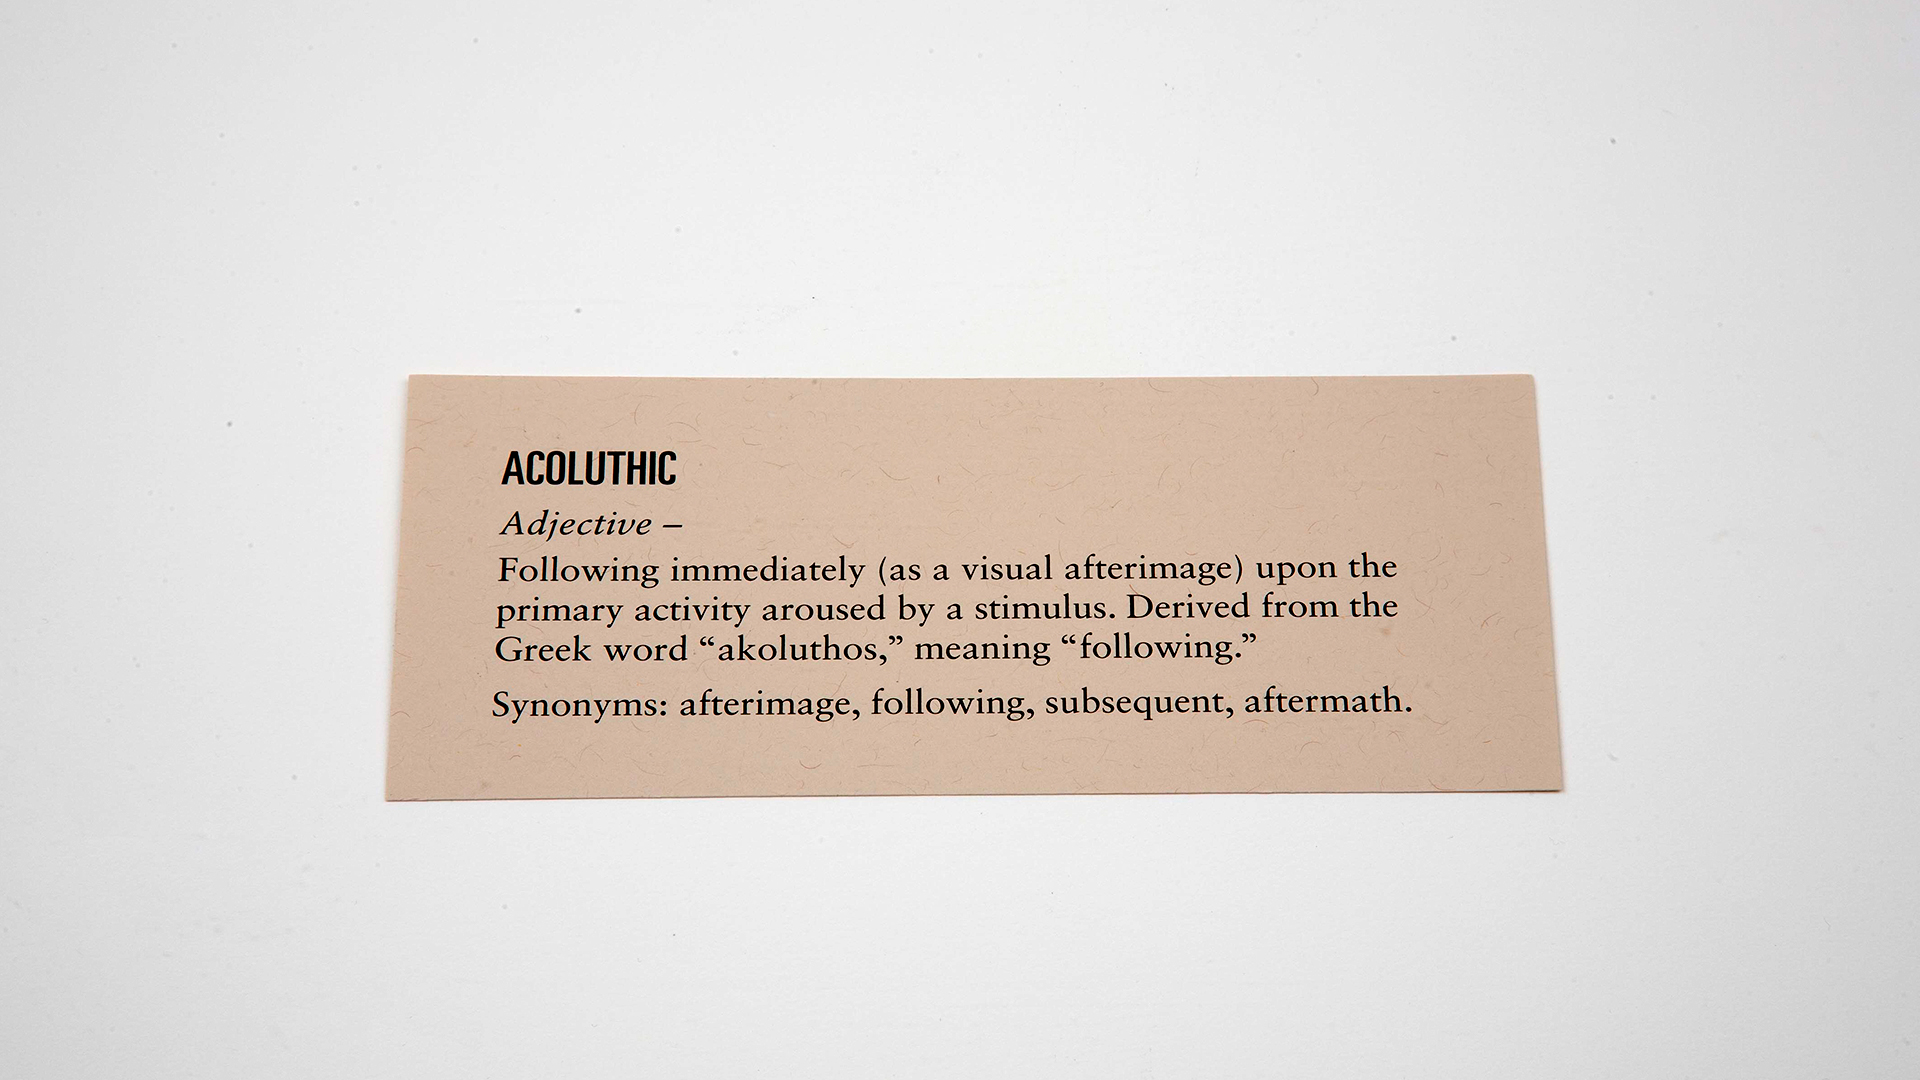 ACOLUTHIC
Adjective –
Following immediately (as a visual afterimage) upon the
primary activity aroused by a stimulus. Derived from the
Greek word “akoluthos,” meaning “following.”
Synonyms: afterimage, following, subsequent, aftermath.